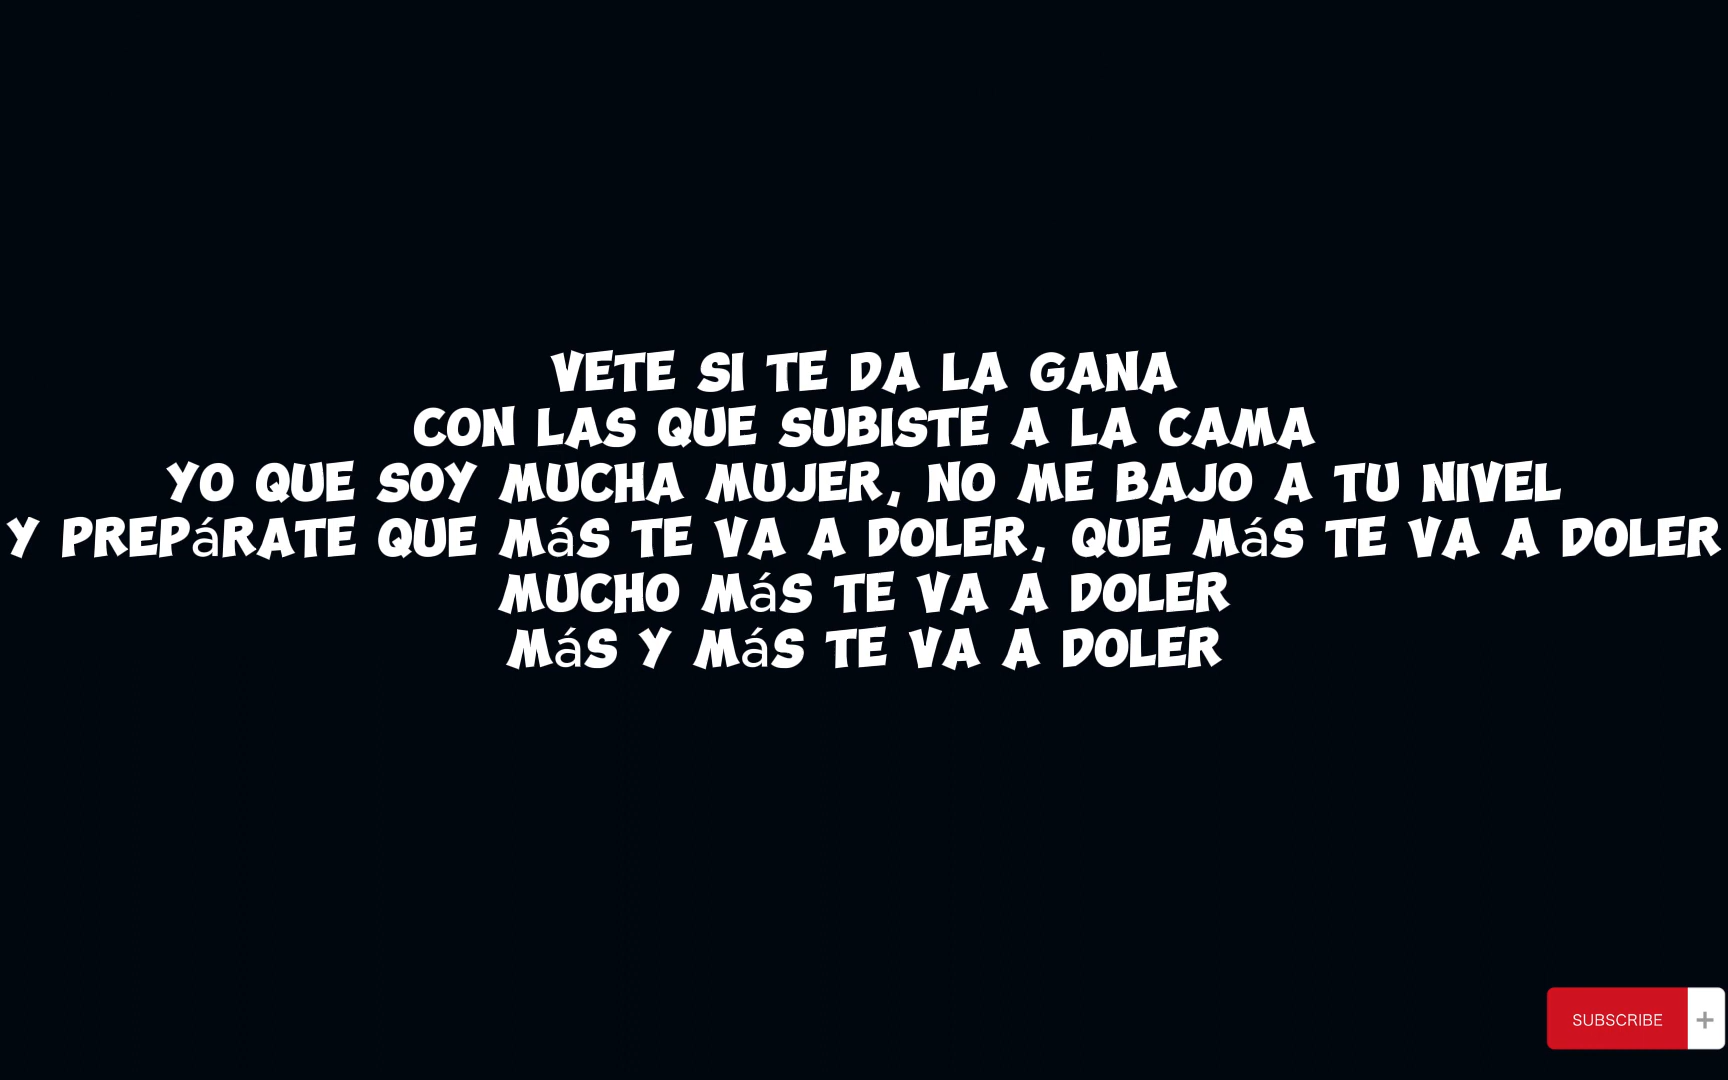 VETE SI TE DA LA GANA
CON LAS QUE SUBISTE A LA CAMA
YO QUE SOY MUCHA MUJER, NO ME BAJO A TU NIVEL
Y PREPáRATE QUE MáS TE VA A DOLER, QUE MáS TE VA A DOLER
MUCHO MáS TE VA A DOLER
MáS Y MáS TE VA A DOLER
SUBSCRIBE +